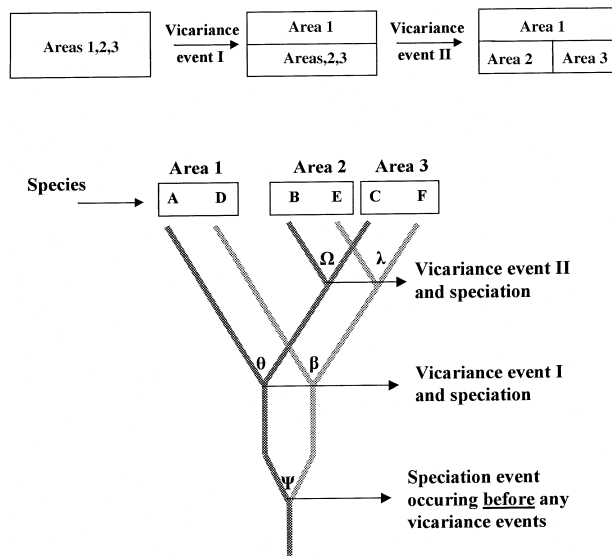 Areas 1,2,3
Vicariance
event I
Area 1
Areas,2,3
Vicariance
event II
Area 1
Area 2
Area 3
Area 1
Area 2
Area 3
Species
A
D
B
E
C
F
Ω
λ
Vicariance event II
and speciation
θ
β
Vicariance event I
and speciation
Ψ
Speciation event
occuring before any
vicariance events